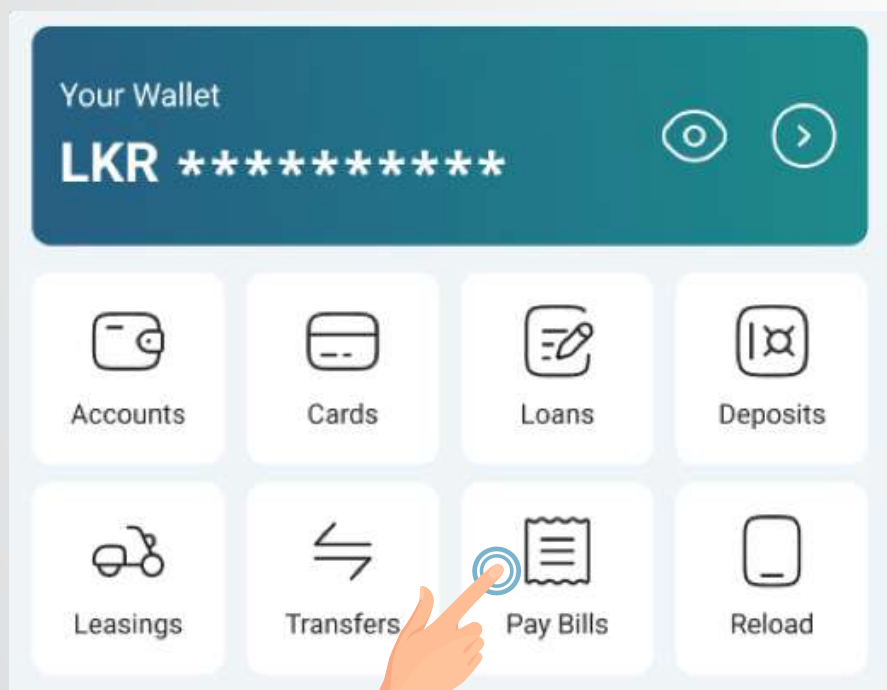 Your Wallet
LKR **********
Accounts
Cards
Loans
Deposits
Leasings
Transfers
Pay Bills
Reload